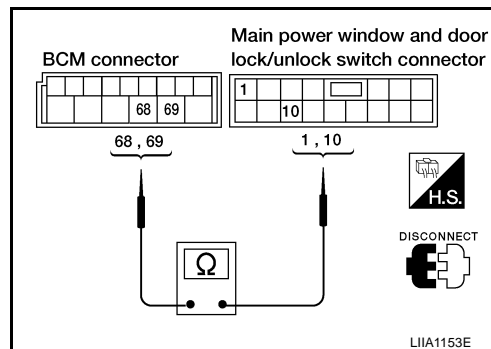 Main power window and door
BCM connector
lock/unlock switch connector
1
68 69
10
68 , 69
1 , 10
H.S.
Ω
DISCONNECT
LIIA1153E